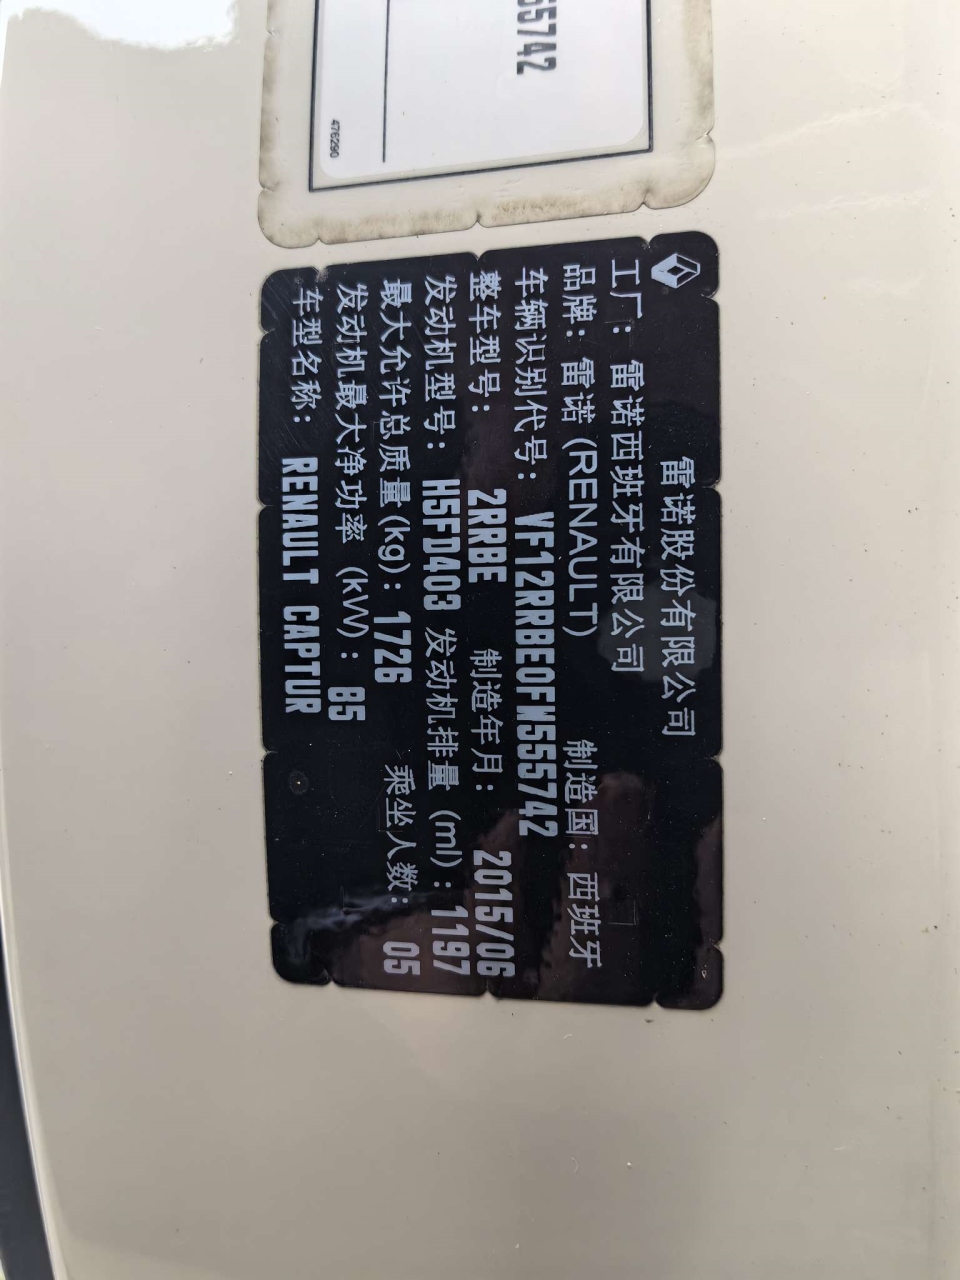 55742
476290
雷诺股份有限公司
工厂：雷诺西班牙有限公司
品牌：雷诺 (RENAULT) 制造国：西班牙
车辆识别代号：VF12RRBE0FW555742
整车型号：2RRBE 制造年月：2015/06
发动机型号：H5FD403 发动机排量 (ml)：1197
最大允许总质量(kg)：1726 乘坐人数：05
发动机最大净功率 (kW)：85
车型名称：RENAULT CAPTUR